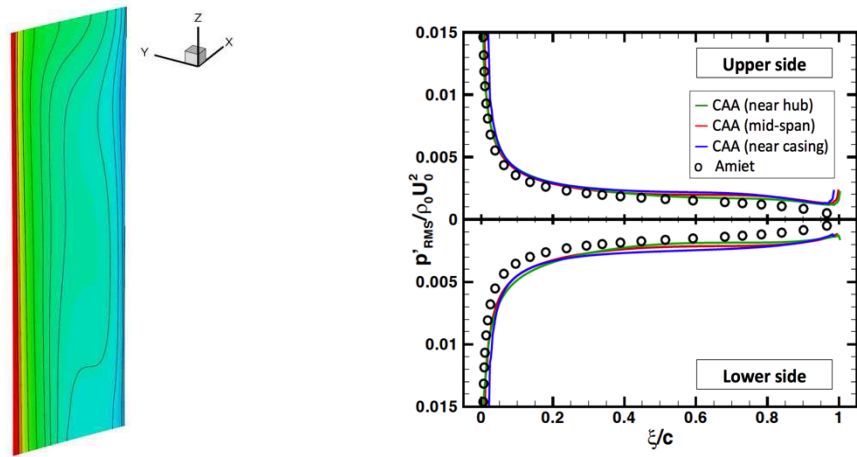 Z
Y
X
0.015
Upper side
CAA (near hub)
0.01
CAA (mid-span)
CAA (near casing)
Amiet
0.005
0
p'RMS/ρ0U0²
0.005
0.01
Lower side
0.015
0 0.2 0.4 0.6 0.8 1
ξ/c